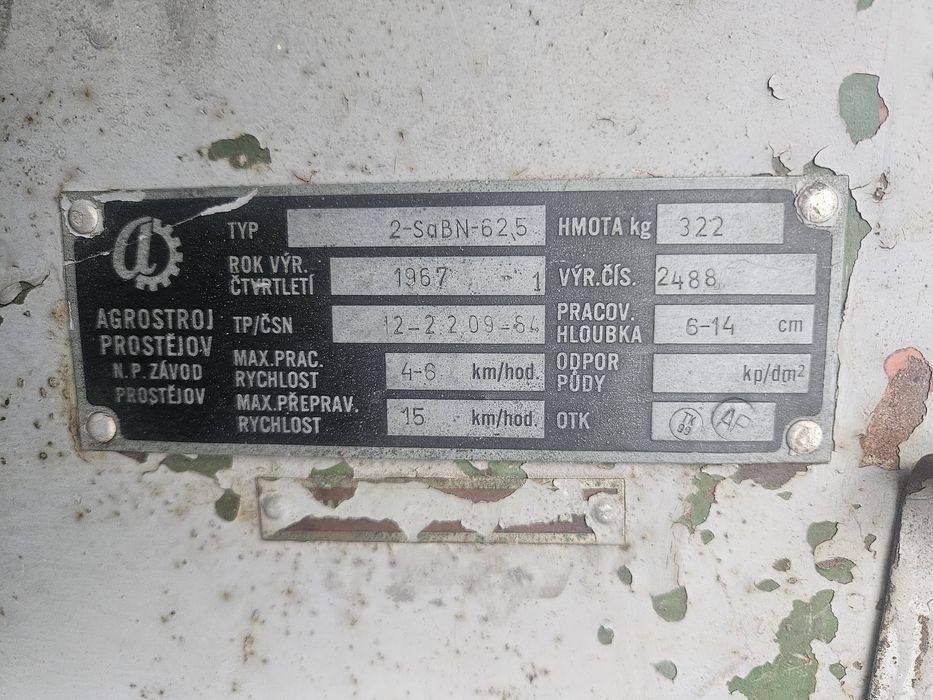 AGROSTROJ
PROSTĚJOV
N.P. ZÁVOD
PROSTĚJOV
TYP 2-SaBN-62,5
ROK VÝR.
ČTVRTLETÍ 1967 1
TP/ČSN 12-2.2.09-64
MAX. PRAC.
RYCHLOST 4-6 km/hod.
MAX. PŘEPRAV.
RYCHLOST 15 km/hod.
HMOTA kg 322
VÝR. ČÍS. 2488
PRACOV.
HLOUBKA 6-14 cm
ODPOR
PŮDY kp/dm²
OTK